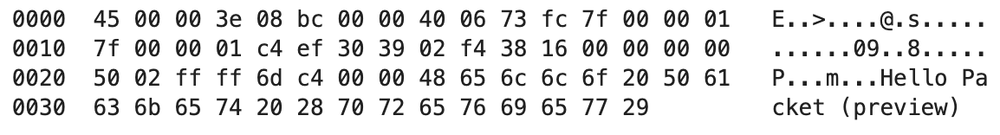 0000  45 00 00 3e 08 bc 00 00 40 06 73 fc 7f 00 00 01   E..>....@.s.....
0010  7f 00 00 01 c4 ef 30 39 02 f4 38 16 00 00 00 00   ......09..8.....
0020  50 02 ff ff 6d c4 00 00 48 65 6c 6c 6f 20 50 61   P...m...Hello Pa
0030  63 6b 65 74 20 28 70 72 65 76 69 65 77 29         cket (preview)